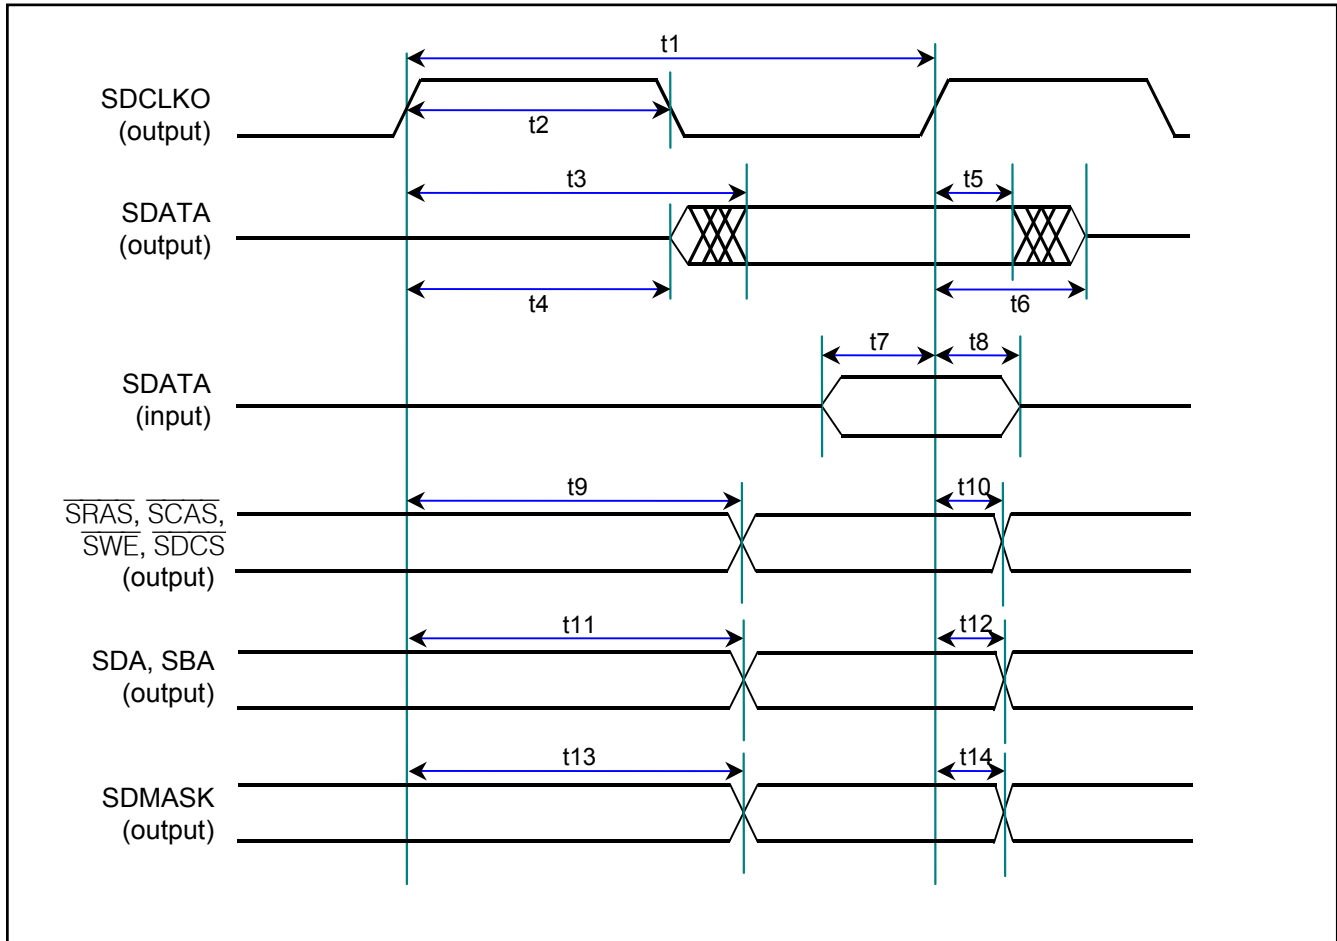 t1
SDCLKO
(output)
t2
t3
t5
SDATA
(output)
t4
t6
t7
t8
SDATA
(input)
t9
t10
SRAS, SCAS,
SWE, SDCS
(output)
t11
t12
SDA, SBA
(output)
t13
t14
SDMASK
(output)